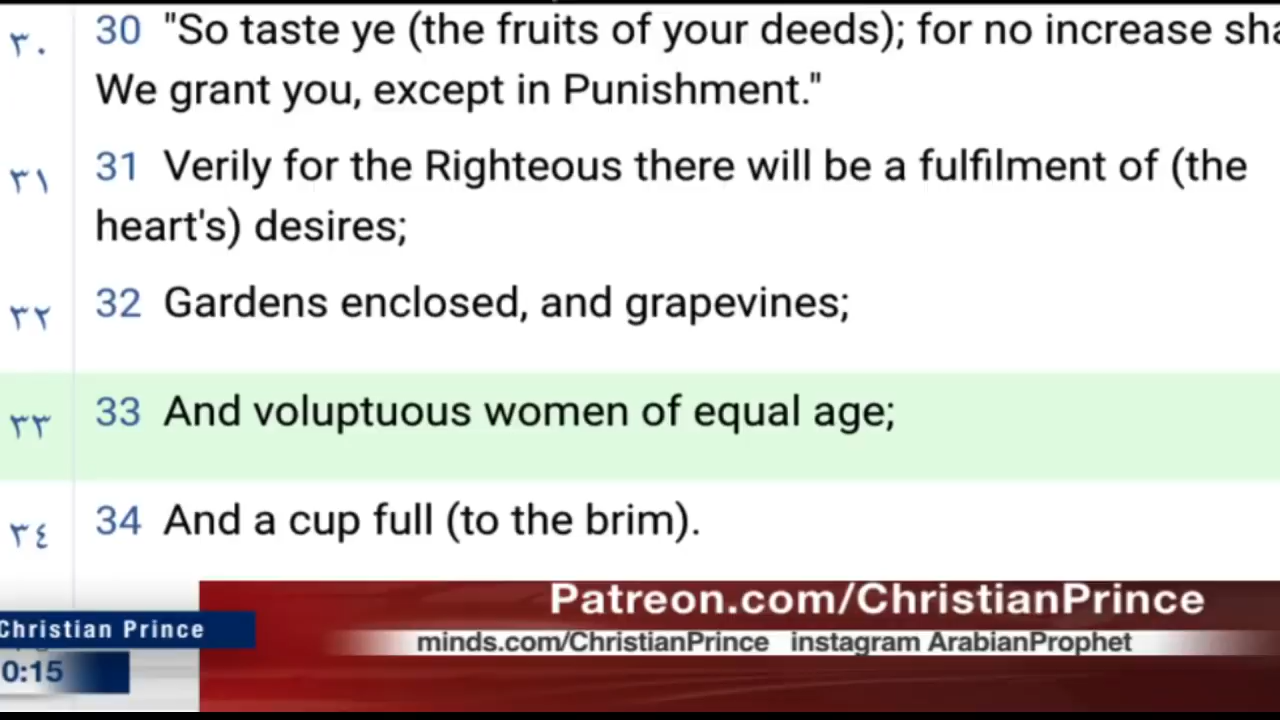 ٣٠ 30 "So taste ye (the fruits of your deeds); for no increase sha
We grant you, except in Punishment."
٣١ 31 Verily for the Righteous there will be a fulfilment of (the
heart's) desires;
٣٢ 32 Gardens enclosed, and grapevines;
٣٣ 33 And voluptuous women of equal age;
٣٤ 34 And a cup full (to the brim).
Patreon.com/ChristianPrince
Christian Prince
minds.com/ChristianPrince instagram ArabianProphet
0:15